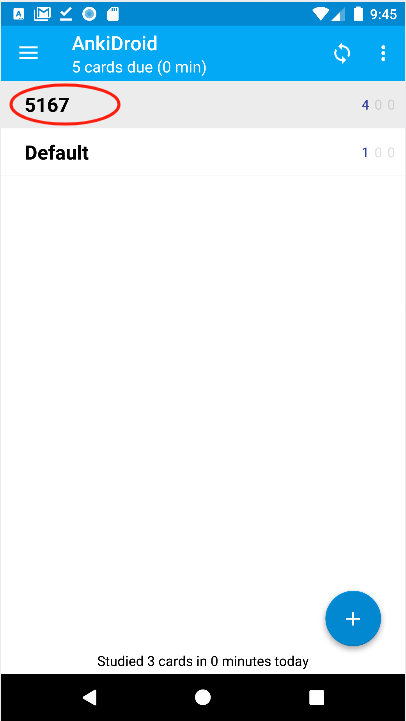 9:45
AnkiDroid
5 cards due (0 min)
5167 4 0 0
Default 1 0 0
+
Studied 3 cards in 0 minutes today